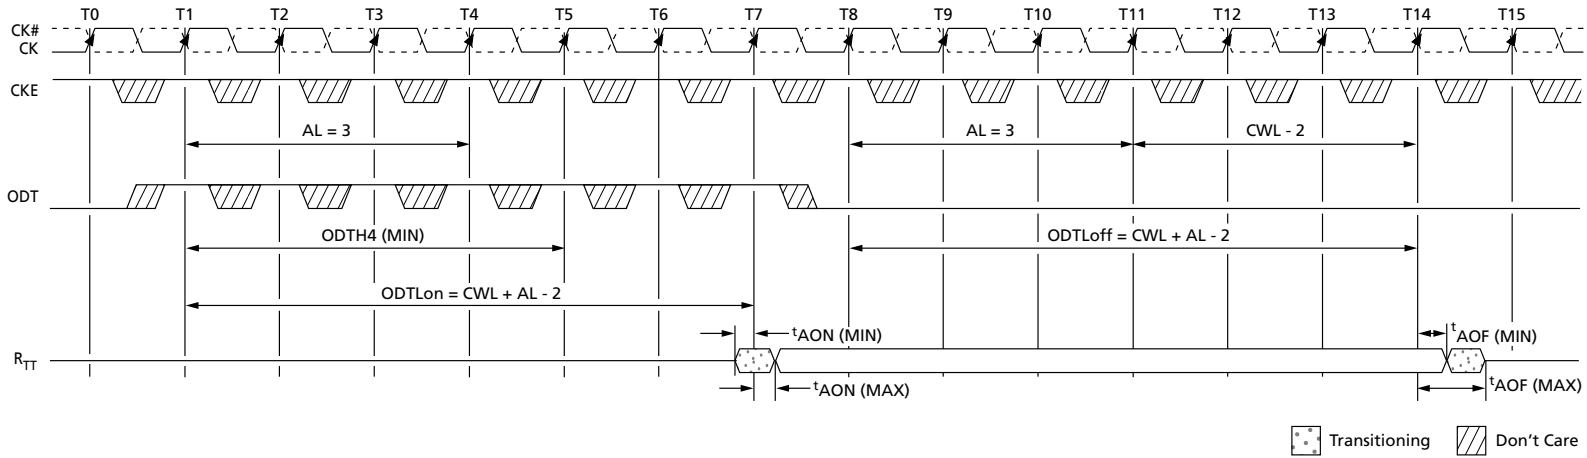 T0 T1 T2 T3 T4 T5 T6 T7 T8 T9 T10 T11 T12 T13 T14 T15
CK#
CK
CKE
AL = 3 AL = 3 CWL - 2
ODT
ODTH4 (MIN) ODTLoff = CWL + AL - 2
ODTLon = CWL + AL - 2
tAON (MIN) tAOF (MIN)
RTT
tAON (MAX) tAOF (MAX)
Transitioning Don't Care